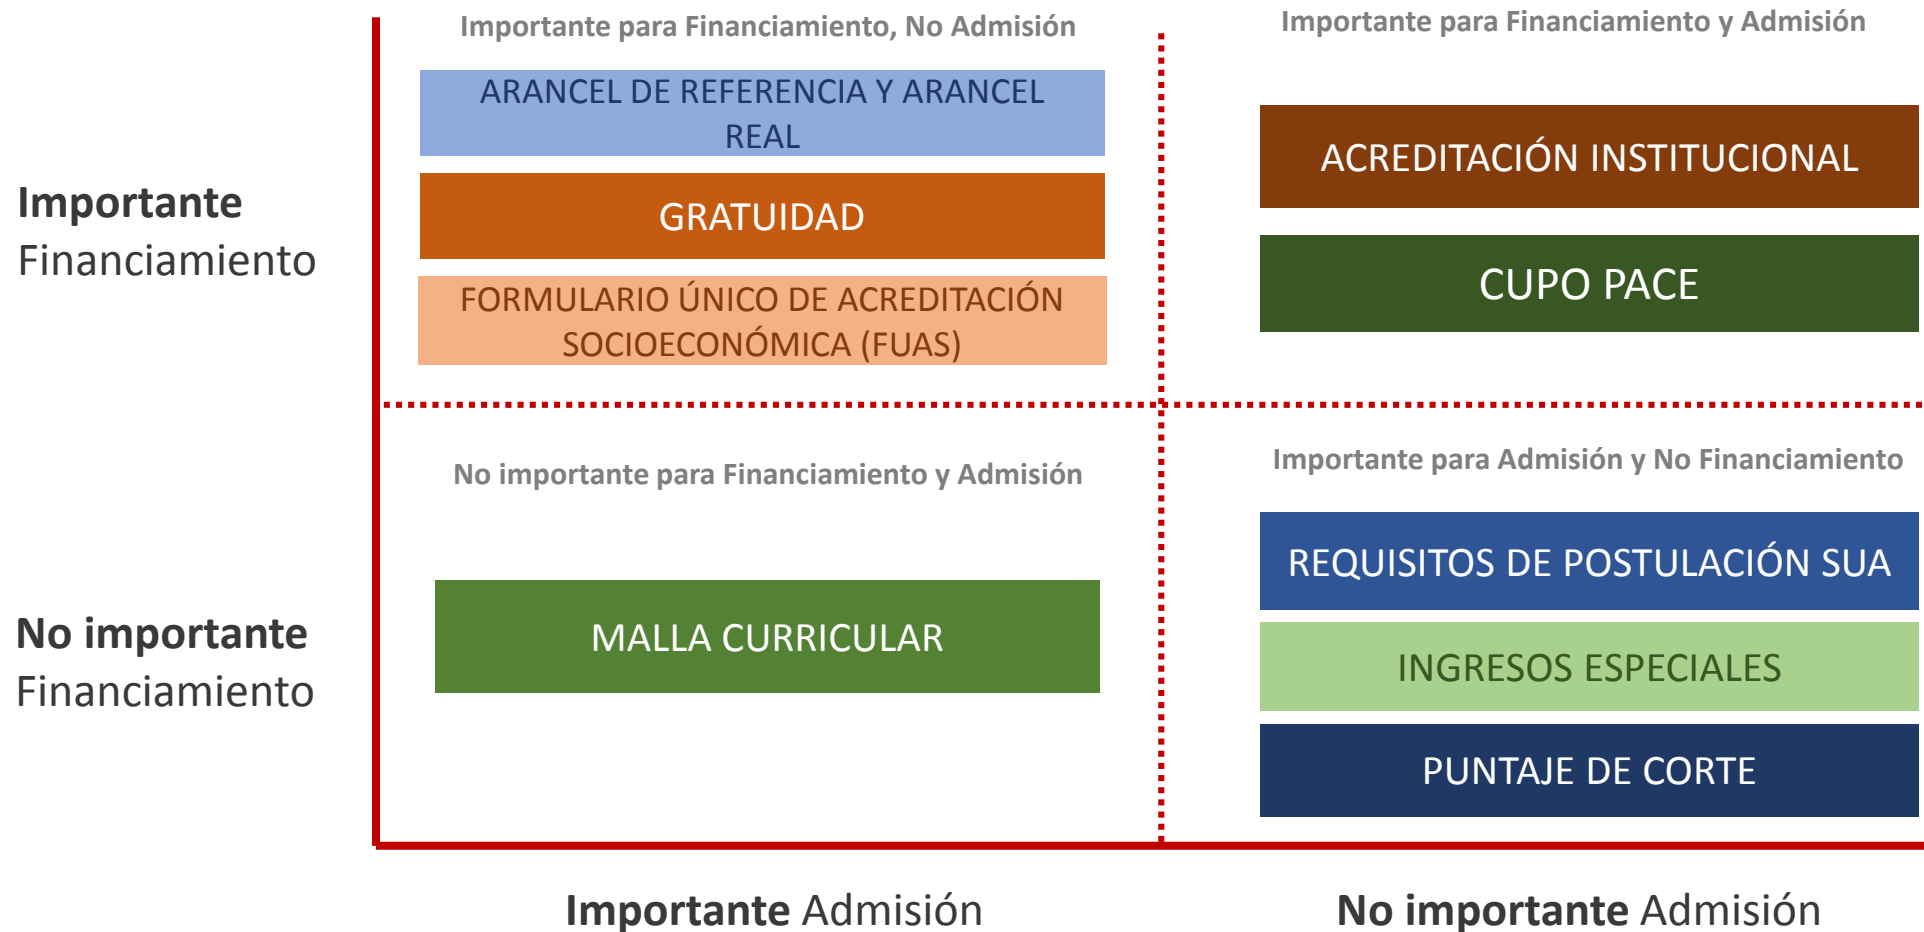 Importante para Financiamiento, No Admisión
Importante para Financiamiento y Admisión
ARANCEL DE REFERENCIA Y ARANCEL
REAL
GRATUIDAD
FORMULARIO ÚNICO DE ACREDITACIÓN
SOCIOECONÓMICA (FUAS)
ACREDITACIÓN INSTITUCIONAL
CUPO PACE
Importante
Financiamiento
No importante para Financiamiento y Admisión
Importante para Admisión y No Financiamiento
MALLA CURRICULAR
REQUISITOS DE POSTULACIÓN SUA
INGRESOS ESPECIALES
PUNTAJE DE CORTE
No importante
Financiamiento
Importante Admisión
No importante Admisión